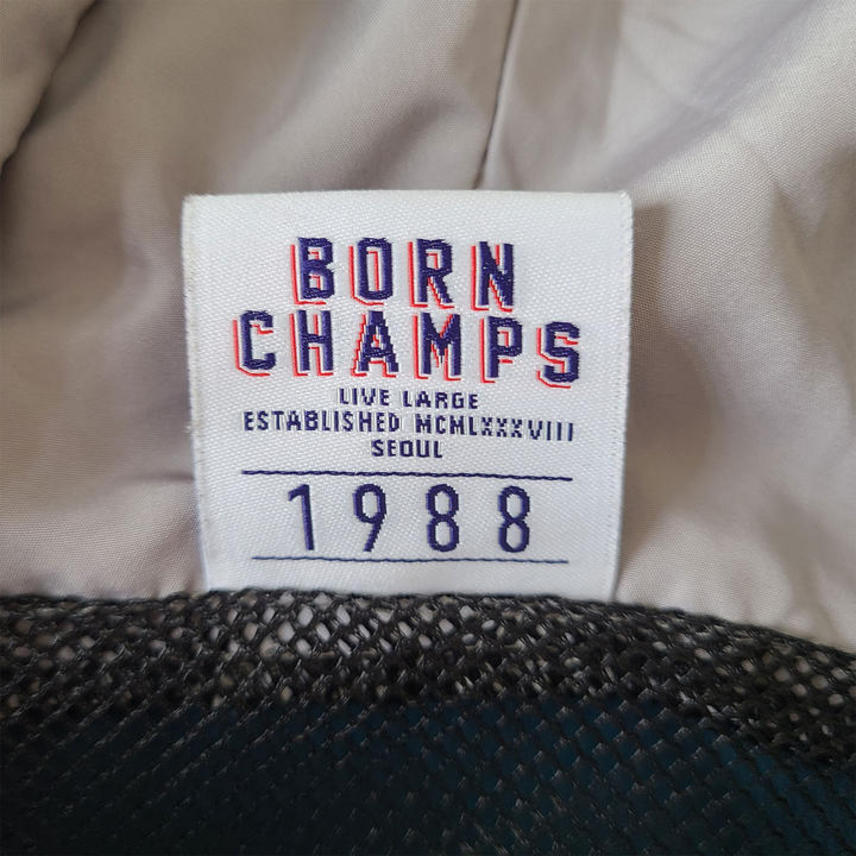 BORN
CHAMPS
LIVE LARGE
ESTABLISHED MCMLXXXVIII
SEOUL
1988